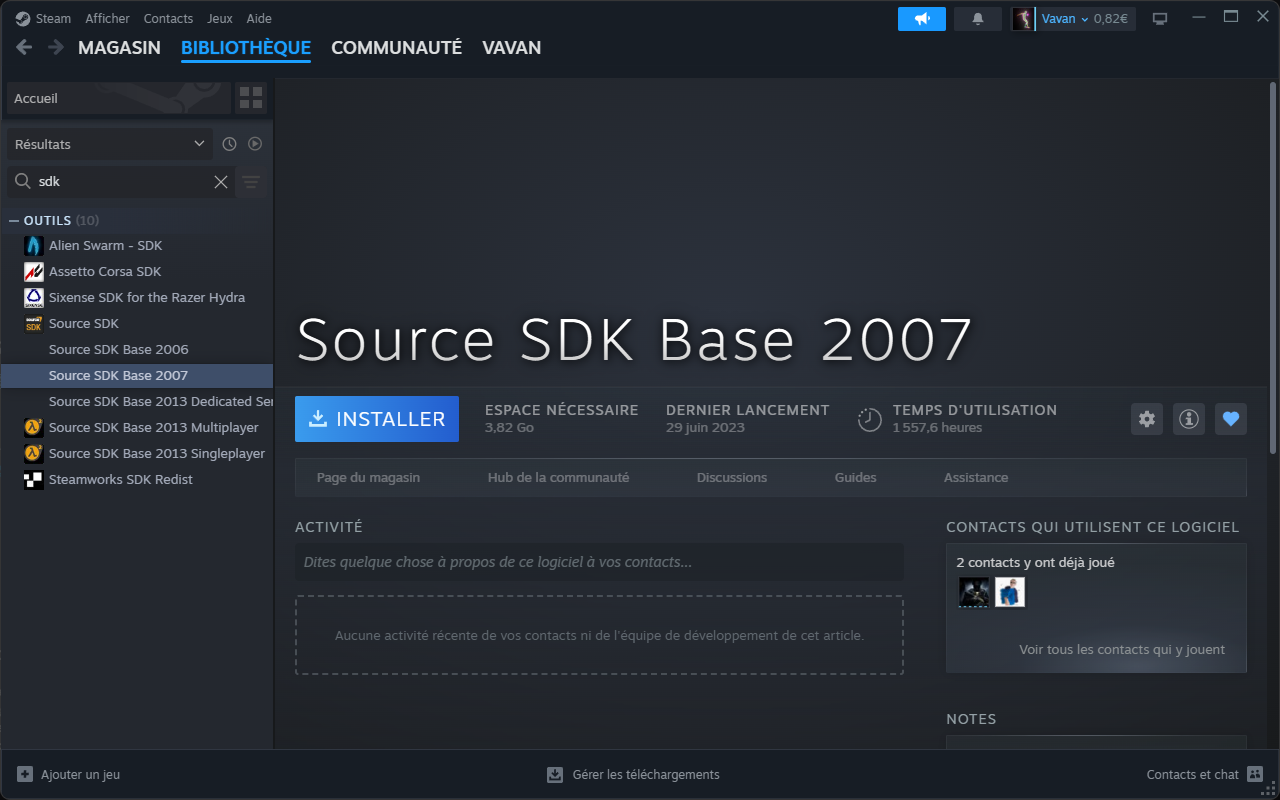 Steam Afficher Contacts Jeux Aide
Vavan 0,82€
MAGASIN BIBLIOTHÈQUE COMMUNAUTÉ VAVAN
Accueil
Résultats
sdk
— OUTILS (10)
Alien Swarm - SDK
Assetto Corsa SDK
Sixense SDK for the Razer Hydra
Source SDK
Source SDK Base 2006
Source SDK Base 2007
Source SDK Base 2013 Dedicated Ser
Source SDK Base 2013 Multiplayer
Source SDK Base 2013 Singleplayer
Steamworks SDK Redist
Source SDK Base 2007
INSTALLER
ESPACE NÉCESSAIRE
3,82 Go
DERNIER LANCEMENT
29 juin 2023
TEMPS D'UTILISATION
1 557,6 heures
Page du magasin Hub de la communauté Discussions Guides Assistance
ACTIVITÉ
Dites quelque chose à propos de ce logiciel à vos contacts...
Aucune activité récente de vos contacts ni de l'équipe de développement de cet article.
CONTACTS QUI UTILISENT CE LOGICIEL
2 contacts y ont déjà joué
Voir tous les contacts qui y jouent
NOTES
Ajouter un jeu
Gérer les téléchargements
Contacts et chat